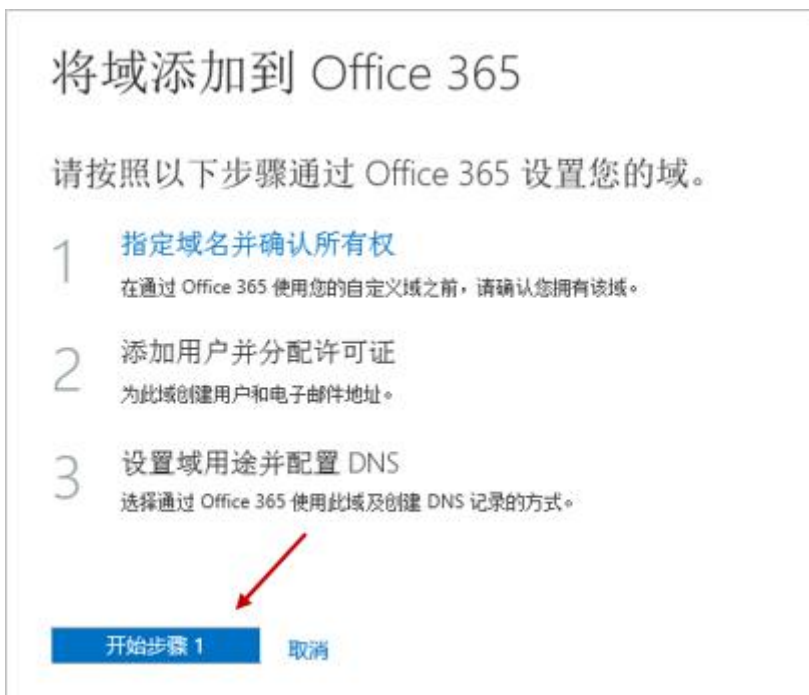 将域添加到 Office 365
请按照以下步骤通过 Office 365 设置您的域。
1
指定域名并确认所有权
在通过 Office 365 使用您的自定义域之前，请确认您拥有该域。
2
添加用户并分配许可证
为此域创建用户和电子邮件地址。
3
设置域用途并配置 DNS
选择通过 Office 365 使用此域及创建 DNS 记录的方式。
开始步骤 1
取消